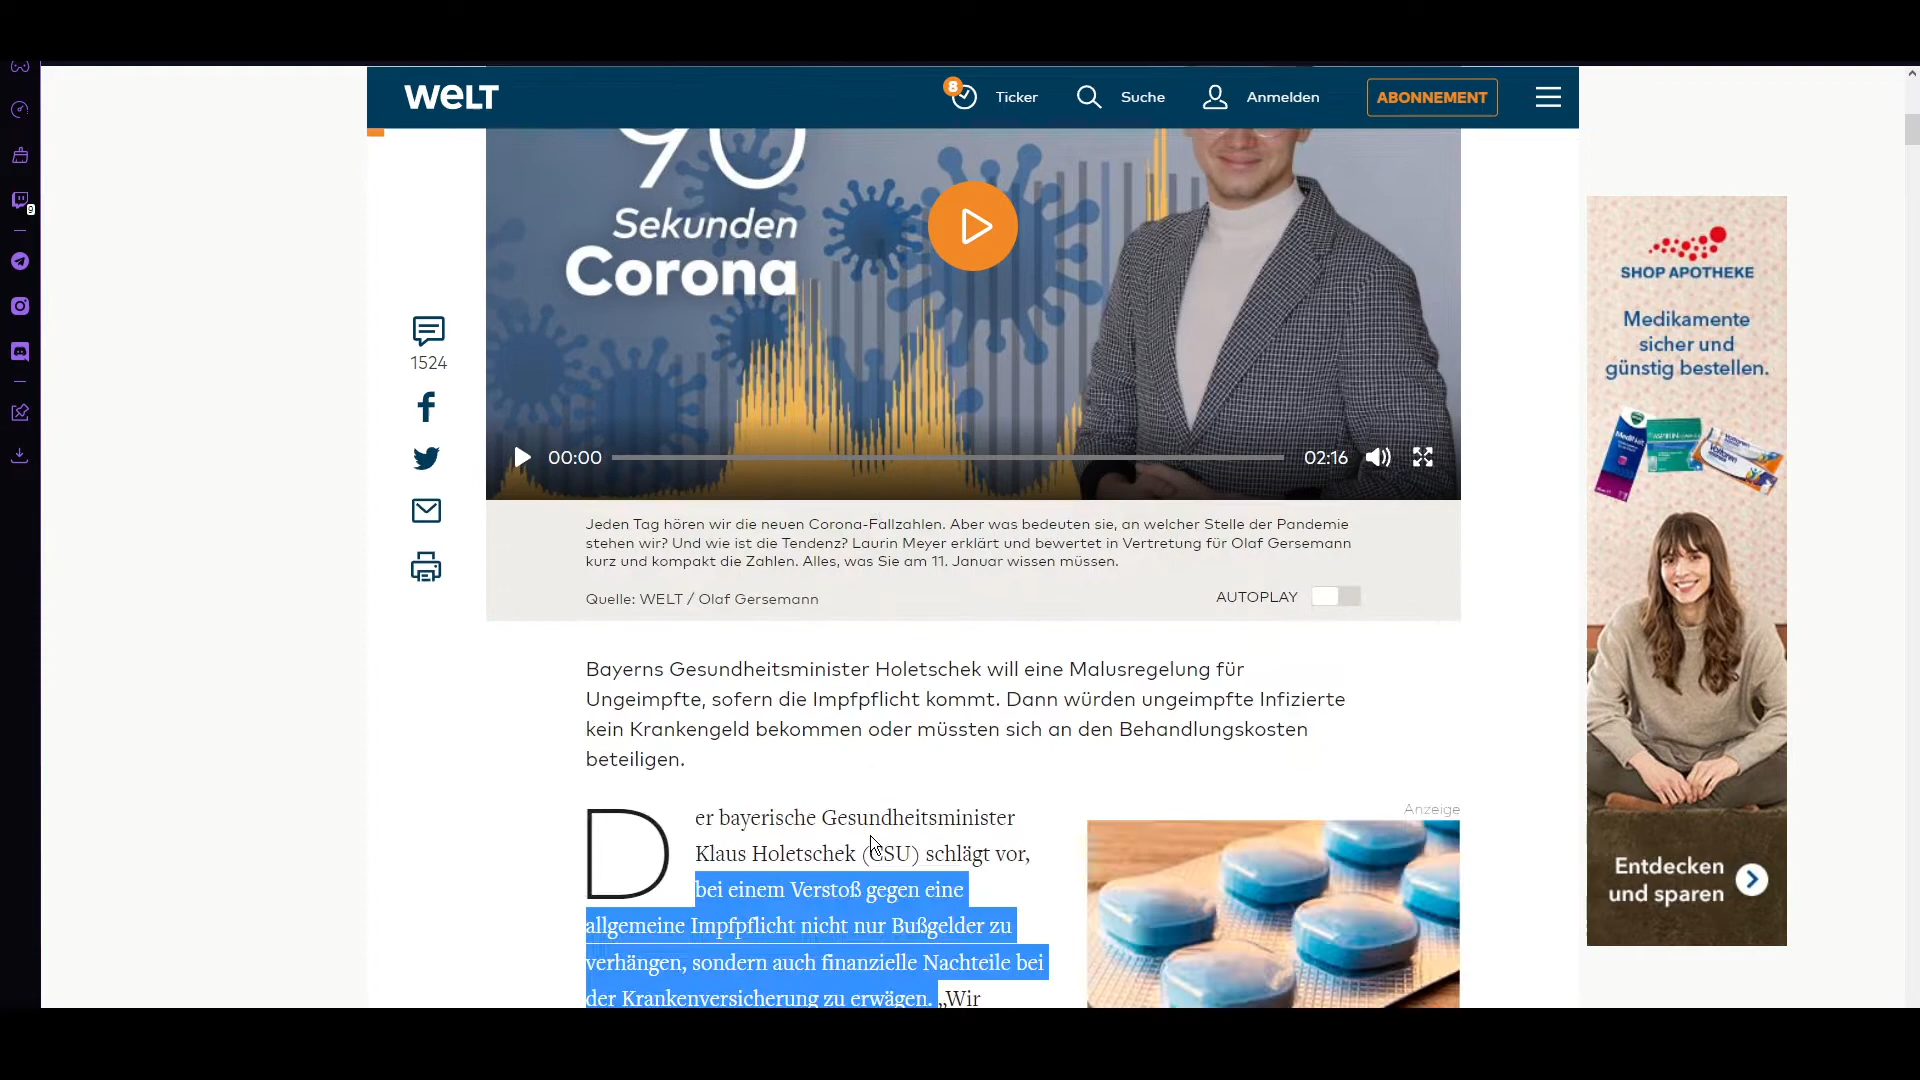 WELT
8
Ticker
Suche
Anmelden
ABONNEMENT
90
Sekunden
Corona
1524
00:00
02:16
Jeden Tag hören wir die neuen Corona-Fallzahlen. Aber was bedeuten sie, an welcher Stelle der Pandemie
stehen wir? Und wie ist die Tendenz? Laurin Meyer erklärt und bewertet in Vertretung für Olaf Gersemann
kurz und kompakt die Zahlen. Alles, was Sie am 11. Januar wissen müssen.
Quelle: WELT / Olaf Gersemann
AUTOPLAY
Bayerns Gesundheitsminister Holetschek will eine Malusregelung für
Ungeimpfte, sofern die Impfpflicht kommt. Dann würden ungeimpfte Infizierte
kein Krankengeld bekommen oder müssten sich an den Behandlungskosten
beteiligen.
Der bayerische Gesundheitsminister
Klaus Holetschek (CSU) schlägt vor,
bei einem Verstoß gegen eine
allgemeine Impfpflicht nicht nur Bußgelder zu
verhängen, sondern auch finanzielle Nachteile bei
der Krankenversicherung zu erwägen. „Wir
Anzeige
SHOP APOTHEKE
Medikamente
sicher und
günstig bestellen.
Entdecken
und sparen